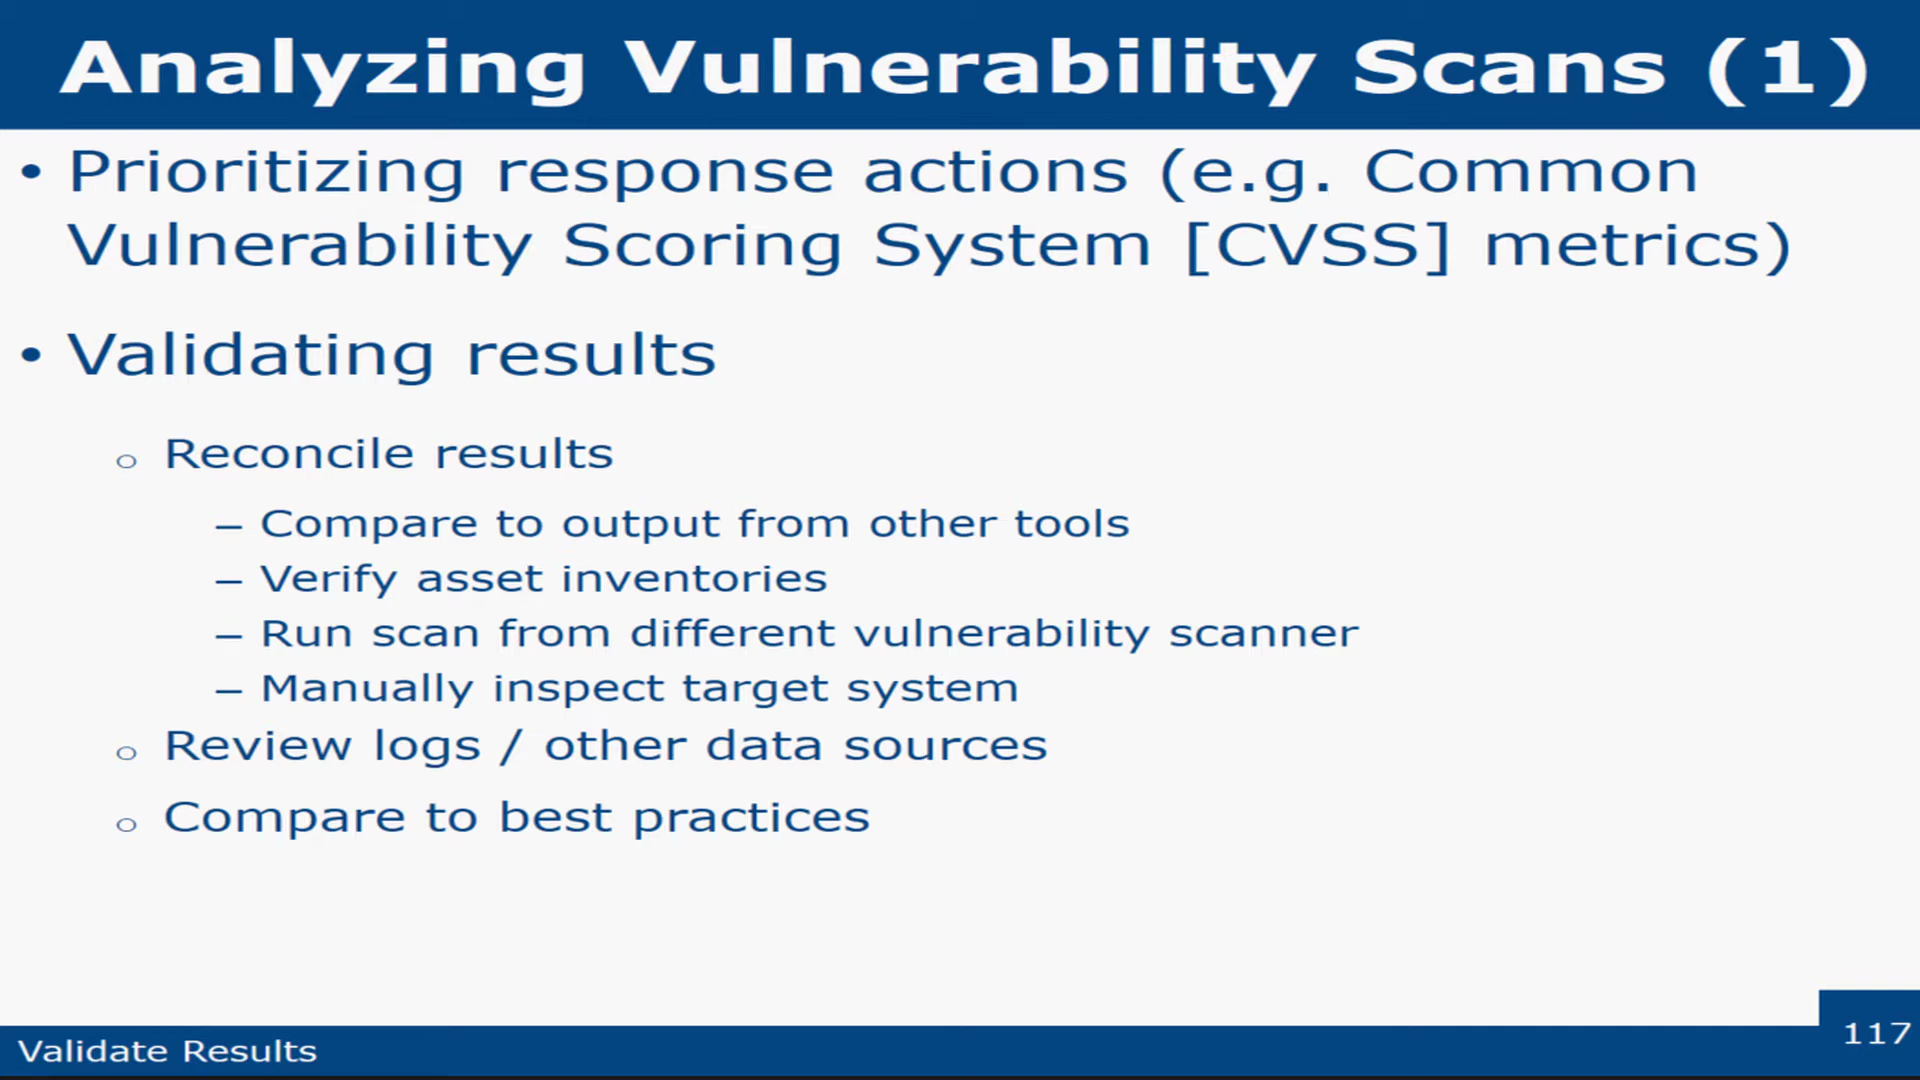 Analyzing Vulnerability Scans (1)
• Prioritizing response actions (e.g. Common
Vulnerability Scoring System [CVSS] metrics)
• Validating results
o Reconcile results
– Compare to output from other tools
– Verify asset inventories
– Run scan from different vulnerability scanner
– Manually inspect target system
o Review logs / other data sources
o Compare to best practices
Validate Results
117